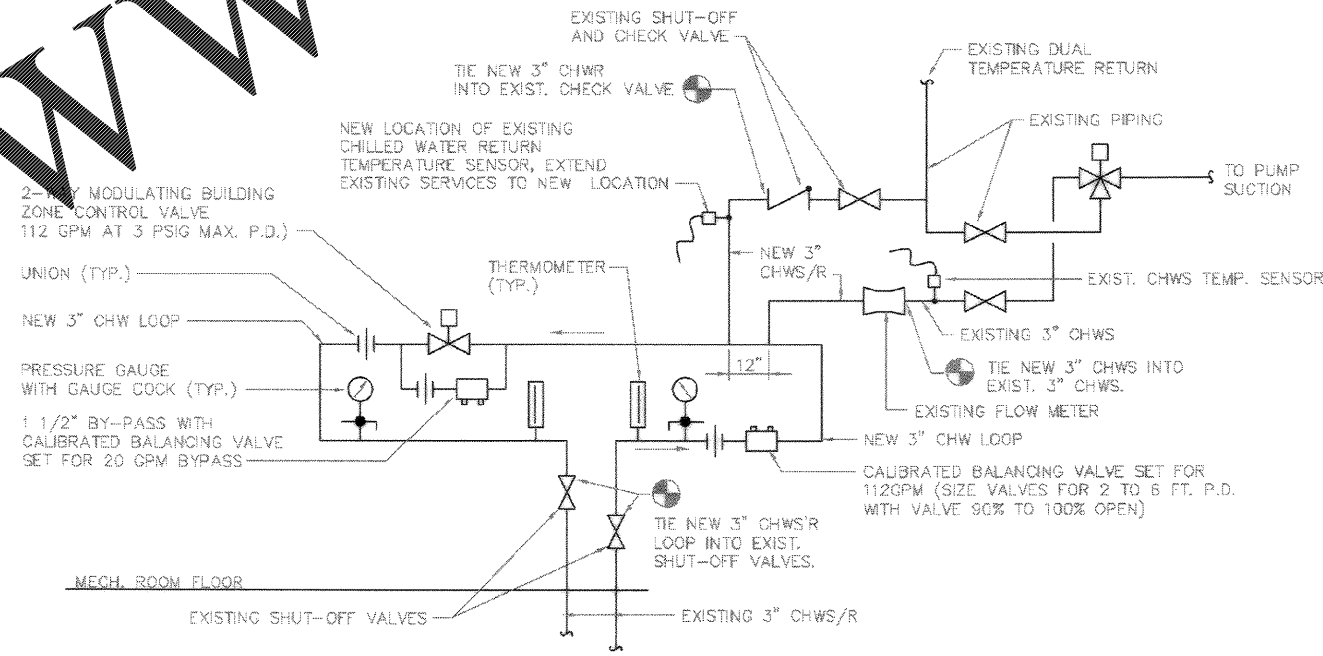 WW
EXISTING SHUT-OFF
AND CHECK VALVE
EXISTING DUAL
TEMPERATURE RETURN
TIE NEW 3" CHWR
INTO EXIST. CHECK VALVE
EXISTING PIPING
NEW LOCATION OF EXISTING
CHILLED WATER RETURN
TEMPERATURE SENSOR, EXTEND
EXISTING SERVICES TO NEW LOCATION
TO PUMP
SUCTION
2-WAY MODULATING BUILDING
ZONE CONTROL VALVE
112 GPM AT 3 PSIG MAX. P.D.)
NEW 3"
CHWS/R
UNION (TYP.)
THERMOMETER
(TYP.)
EXIST. CHWS TEMP. SENSOR
NEW 3" CHW LOOP
EXISTING 3" CHWS
PRESSURE GAUGE
WITH GAUGE COCK (TYP.)
12"
TIE NEW 3" CHWS INTO
EXIST. 3" CHWS.
EXISTING FLOW METER
1 1/2" BY-PASS WITH
CALIBRATED BALANCING VALVE
SET FOR 20 GPM BYPASS
NEW 3" CHW LOOP
CALIBRATED BALANCING VALVE SET FOR
112GPM (SIZE VALVES FOR 2 TO 6 FT. P.D.
WITH VALVE 90% TO 100% OPEN)
TIE NEW 3" CHWS'R
LOOP INTO EXIST.
SHUT-OFF VALVES.
MECH. ROOM FLOOR
EXISTING SHUT-OFF VALVES
EXISTING 3" CHWS/R